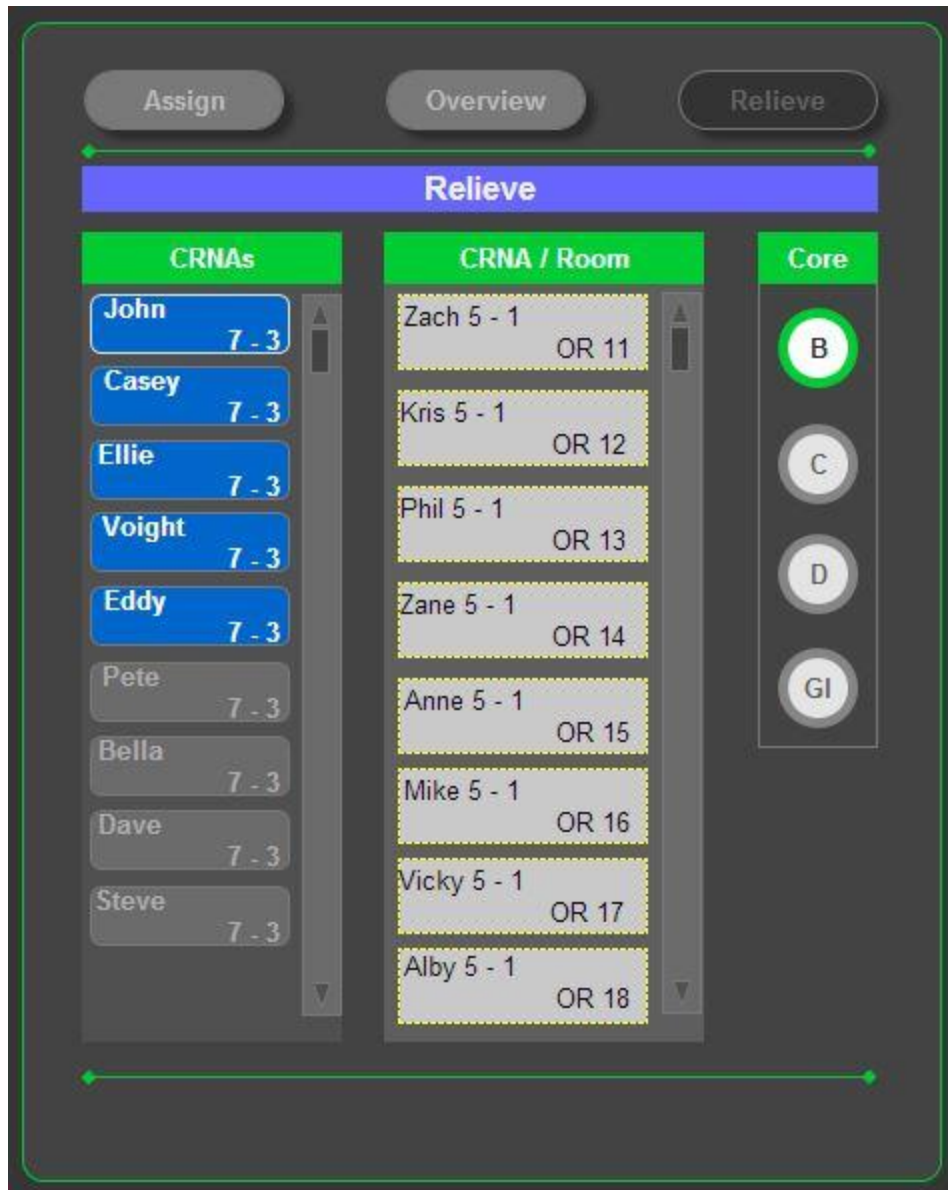 Assign Overview Relieve
Relieve
CRNAs
John
7 - 3
Casey
7 - 3
Ellie
7 - 3
Voight
7 - 3
Eddy
7 - 3
Pete
7 - 3
Bella
7 - 3
Dave
7 - 3
Steve
7 - 3
CRNA / Room
Zach 5 - 1
OR 11
Kris 5 - 1
OR 12
Phil 5 - 1
OR 13
Zane 5 - 1
OR 14
Anne 5 - 1
OR 15
Mike 5 - 1
OR 16
Vicky 5 - 1
OR 17
Alby 5 - 1
OR 18
Core
B
C
D
GI